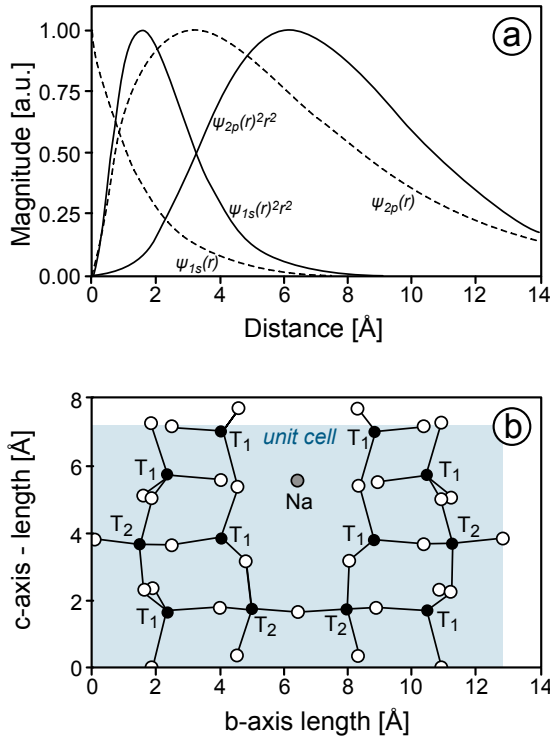 a
1.00
0.75
0.50
0.25
0.00
Magnitude [a.u.]
ψ2p(r)²r²
ψ1s(r)²r²
ψ2p(r)
ψ1s(r)
0 2 4 6 8 10 12 14
Distance [Å]
b
8
6
4
2
0
c-axis - length [Å]
unit cell
T1 T1
T1 Na T1
T2 T1 T1 T2
T1 T2 T2 T1
0 2 4 6 8 10 12 14
b-axis length [Å]